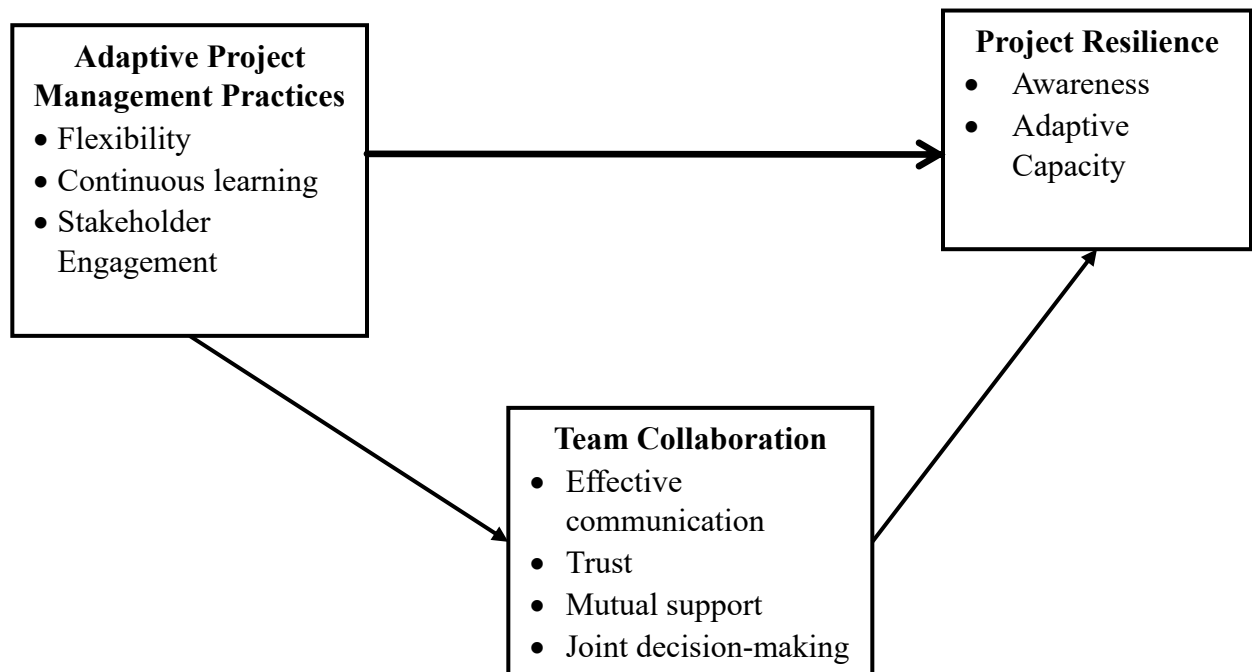 Adaptive Project
Management Practices
• Flexibility
• Continuous learning
• Stakeholder
Engagement
Project Resilience
• Awareness
• Adaptive
Capacity
Team Collaboration
• Effective
communication
• Trust
• Mutual support
• Joint decision-making